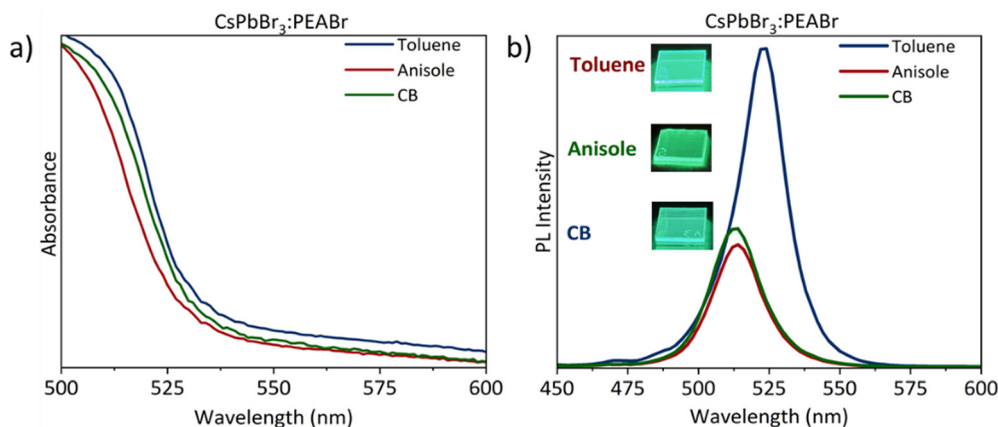 a)
CsPbBr₃:PEABr
Toluene
Anisole
CB
Absorbance
500 525 550 575 600
Wavelength (nm)
b)
CsPbBr₃:PEABr
Toluene
Anisole
CB
Toluene
Anisole
CB
PL Intensity
450 475 500 525 550 575 600
Wavelength (nm)